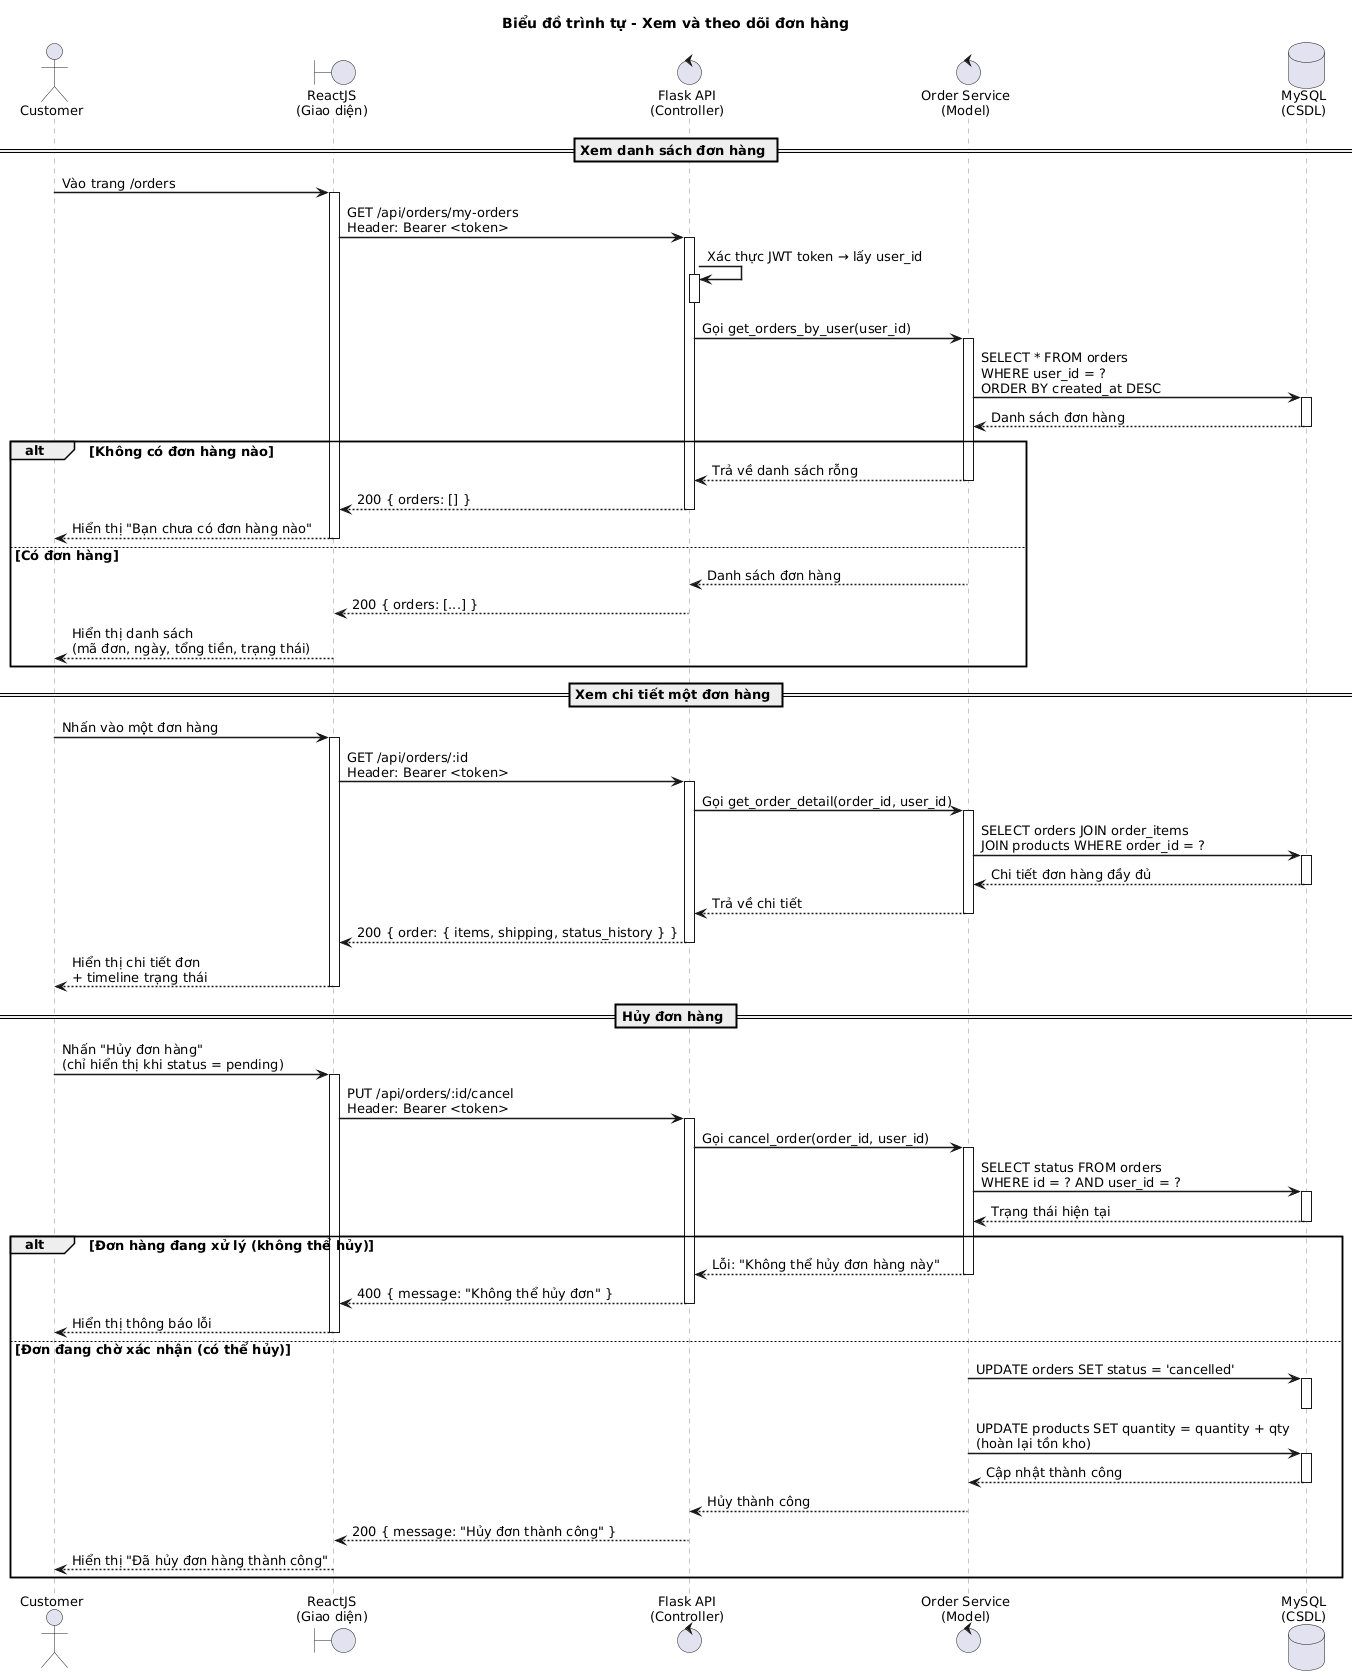 Biểu đồ trình tự - Xem và theo dõi đơn hàng
Customer
ReactJS
(Giao diện)
Flask API
(Controller)
Order Service
(Model)
MySQL
(CSDL)
Xem danh sách đơn hàng
Vào trang /orders
GET /api/orders/my-orders
Header: Bearer <token>
Xác thực JWT token → lấy user_id
Gọi get_orders_by_user(user_id)
SELECT * FROM orders
WHERE user_id = ?
ORDER BY created_at DESC
Danh sách đơn hàng
alt [Không có đơn hàng nào]
Trả về danh sách rỗng
200 { orders: [] }
Hiển thị "Bạn chưa có đơn hàng nào"
[Có đơn hàng]
Danh sách đơn hàng
200 { orders: [...] }
Hiển thị danh sách
(mã đơn, ngày, tổng tiền, trạng thái)
Xem chi tiết một đơn hàng
Nhấn vào một đơn hàng
GET /api/orders/:id
Header: Bearer <token>
Gọi get_order_detail(order_id, user_id)
SELECT orders JOIN order_items
JOIN products WHERE order_id = ?
Chi tiết đơn hàng đầy đủ
Trả về chi tiết
200 { order: { items, shipping, status_history } }
Hiển thị chi tiết đơn
+ timeline trạng thái
Hủy đơn hàng
Nhấn "Hủy đơn hàng"
(chỉ hiển thị khi status = pending)
PUT /api/orders/:id/cancel
Header: Bearer <token>
Gọi cancel_order(order_id, user_id)
SELECT status FROM orders
WHERE id = ? AND user_id = ?
Trạng thái hiện tại
alt [Đơn hàng đang xử lý (không thể hủy)]
Lỗi: "Không thể hủy đơn hàng này"
400 { message: "Không thể hủy đơn" }
Hiển thị thông báo lỗi
[Đơn đang chờ xác nhận (có thể hủy)]
UPDATE orders SET status = 'cancelled'
UPDATE products SET quantity = quantity + qty
(hoàn lại tồn kho)
Cập nhật thành công
Hủy thành công
200 { message: "Hủy đơn thành công" }
Hiển thị "Đã hủy đơn hàng thành công"
Customer
ReactJS
(Giao diện)
Flask API
(Controller)
Order Service
(Model)
MySQL
(CSDL)